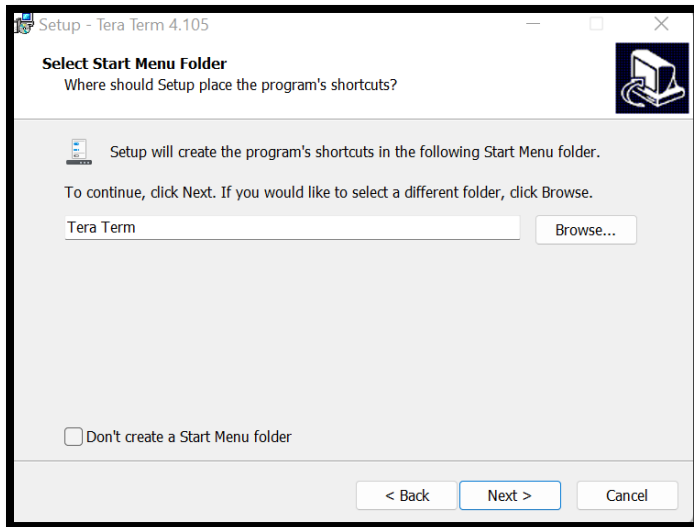 Setup - Tera Term 4.105
Select Start Menu Folder
Where should Setup place the program's shortcuts?
Setup will create the program's shortcuts in the following Start Menu folder.
To continue, click Next. If you would like to select a different folder, click Browse.
Tera Term
Browse...
Don't create a Start Menu folder
< Back
Next >
Cancel